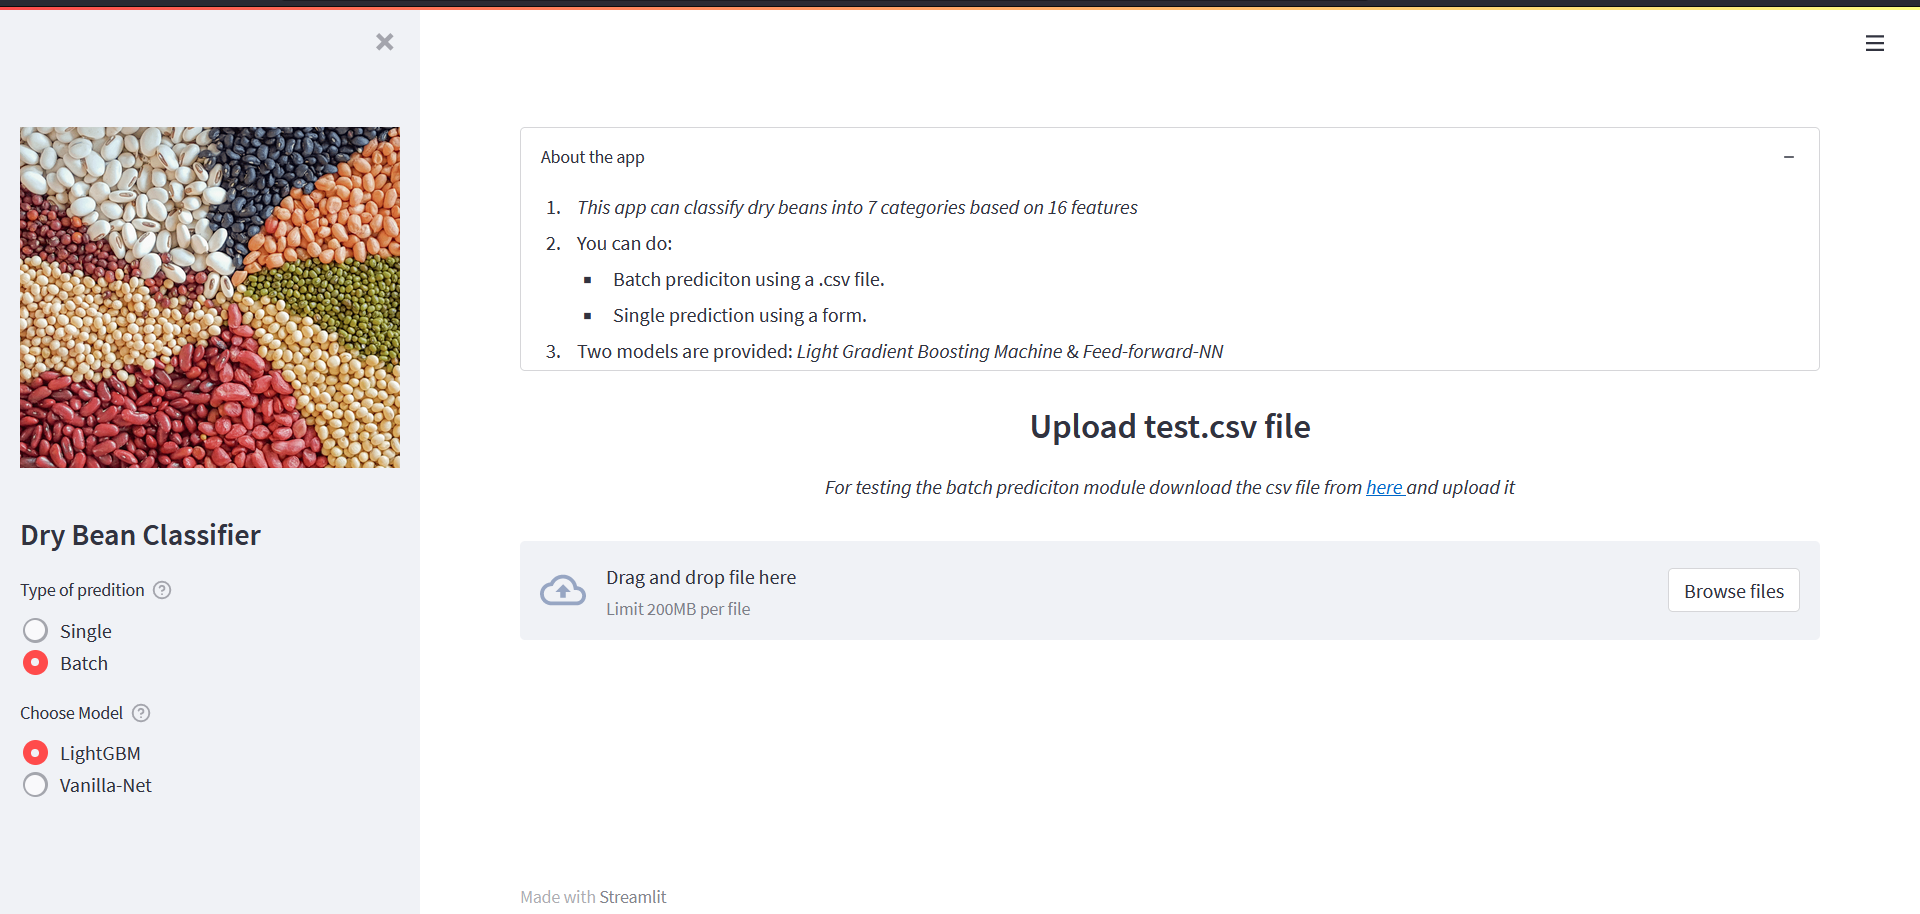 Dry Bean Classifier
Type of predition
Single
Batch
Choose Model
LightGBM
Vanilla-Net
About the app
1. This app can classify dry beans into 7 categories based on 16 features
2. You can do:
▪ Batch prediciton using a .csv file.
▪ Single prediction using a form.
3. Two models are provided: Light Gradient Boosting Machine & Feed-forward-NN
Upload test.csv file
For testing the batch prediciton module download the csv file from here and upload it
Drag and drop file here
Limit 200MB per file
Browse files
Made with Streamlit